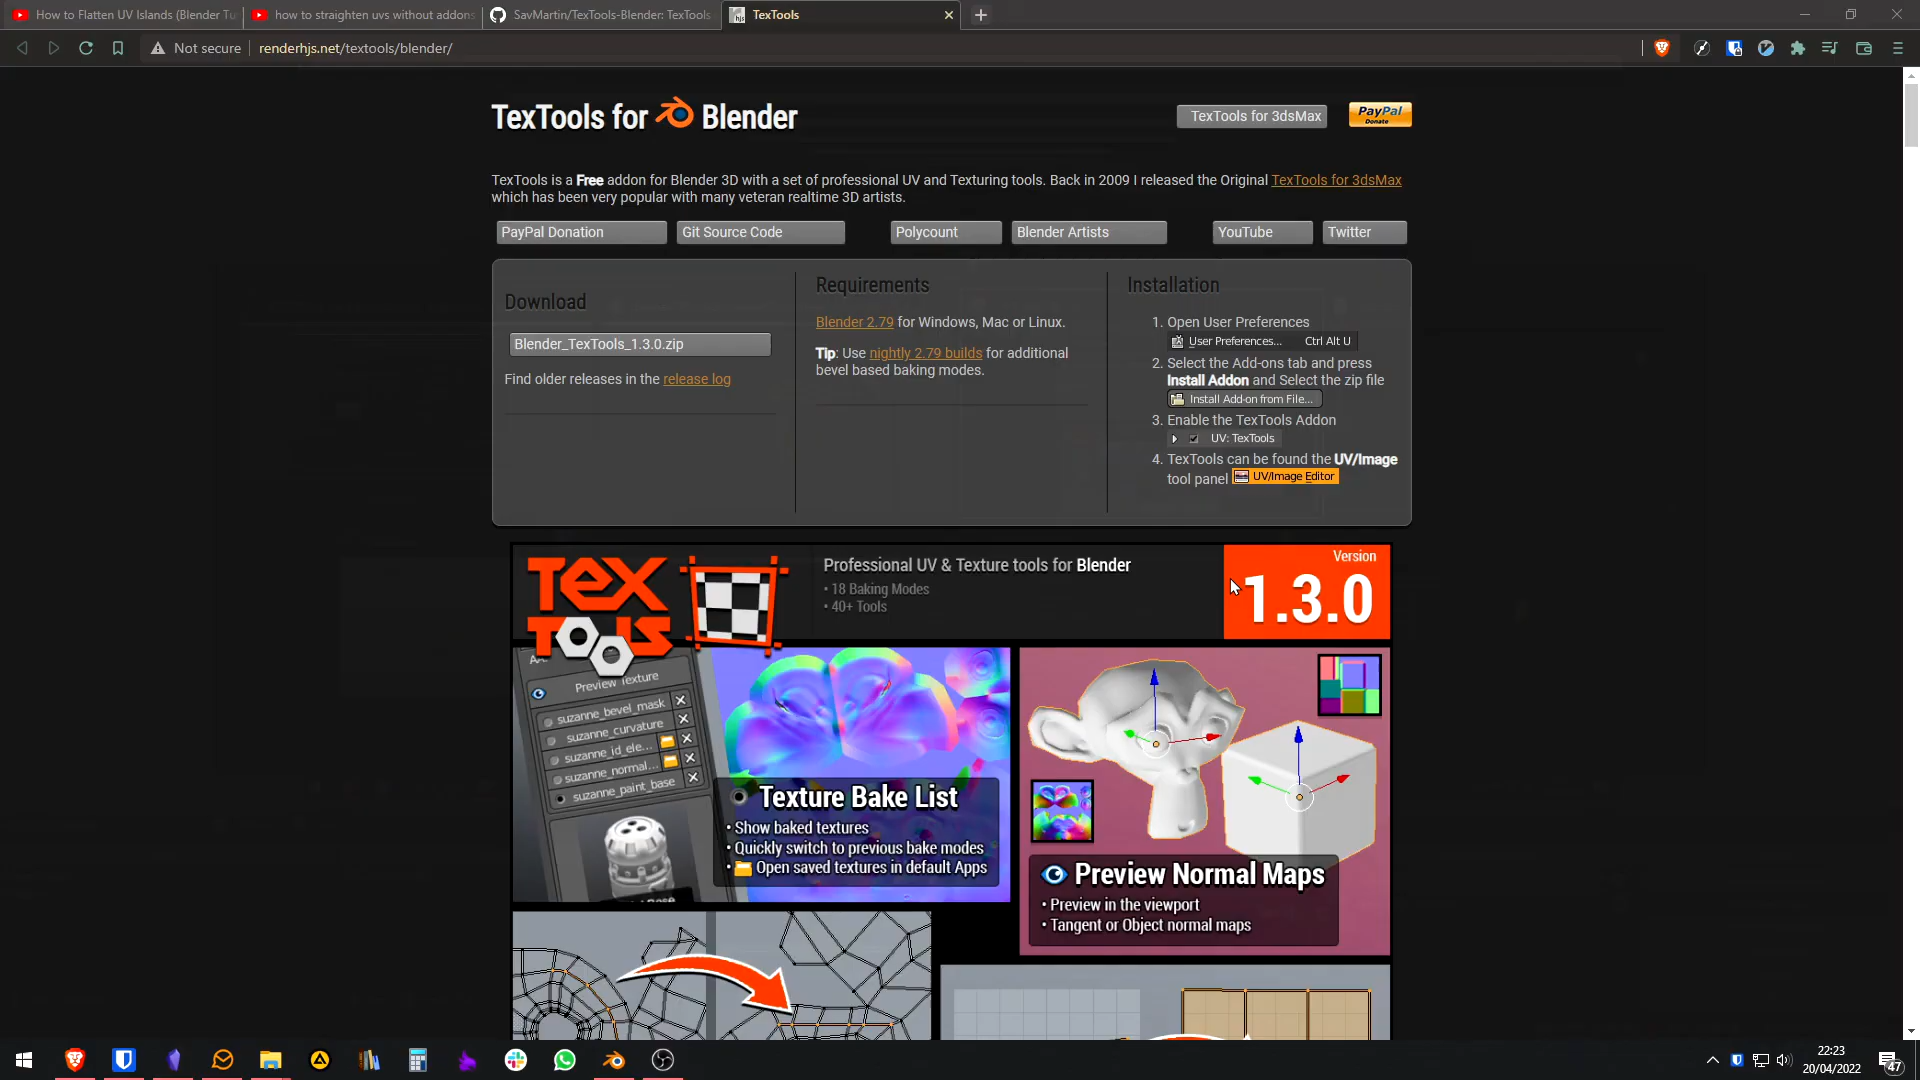 How to Flatten UV Islands (Blender Tu
how to straighten uvs without addons
SavMartin/TexTools-Blender: TexTools
TexTools
Not secure
renderhjs.net/textools/blender/
TexTools for Blender
TexTools for 3dsMax
PayPal
Donate
TexTools is a Free addon for Blender 3D with a set of professional UV and Texturing tools. Back in 2009 I released the Original TexTools for 3dsMax
which has been very popular with many veteran realtime 3D artists.
PayPal Donation
Git Source Code
Polycount
Blender Artists
YouTube
Twitter
Download
Blender_TexTools_1.3.0.zip
Find older releases in the release log
Requirements
Blender 2.79 for Windows, Mac or Linux.
Tip: Use nightly 2.79 builds for additional
bevel based baking modes.
Installation
1. Open User Preferences
User Preferences... Ctrl Alt U
2. Select the Add-ons tab and press
Install Addon and Select the zip file
Install Add-on from File...
3. Enable the TexTools Addon
UV: TexTools
4. TexTools can be found the UV/Image
tool panel UV/Image Editor
TEX
TOOLS
Professional UV & Texture tools for Blender
• 18 Baking Modes
• 40+ Tools
Version
1.3.0
Preview Texture
suzanne_bevel_mask
suzanne_curvature
suzanne_id_ele...
suzanne_normal...
suzanne_paint_base
Texture Bake List
• Show baked textures
• Quickly switch to previous bake modes
• Open saved textures in default Apps
Preview Normal Maps
• Preview in the viewport
• Tangent or Object normal maps
22:23
20/04/2022
47